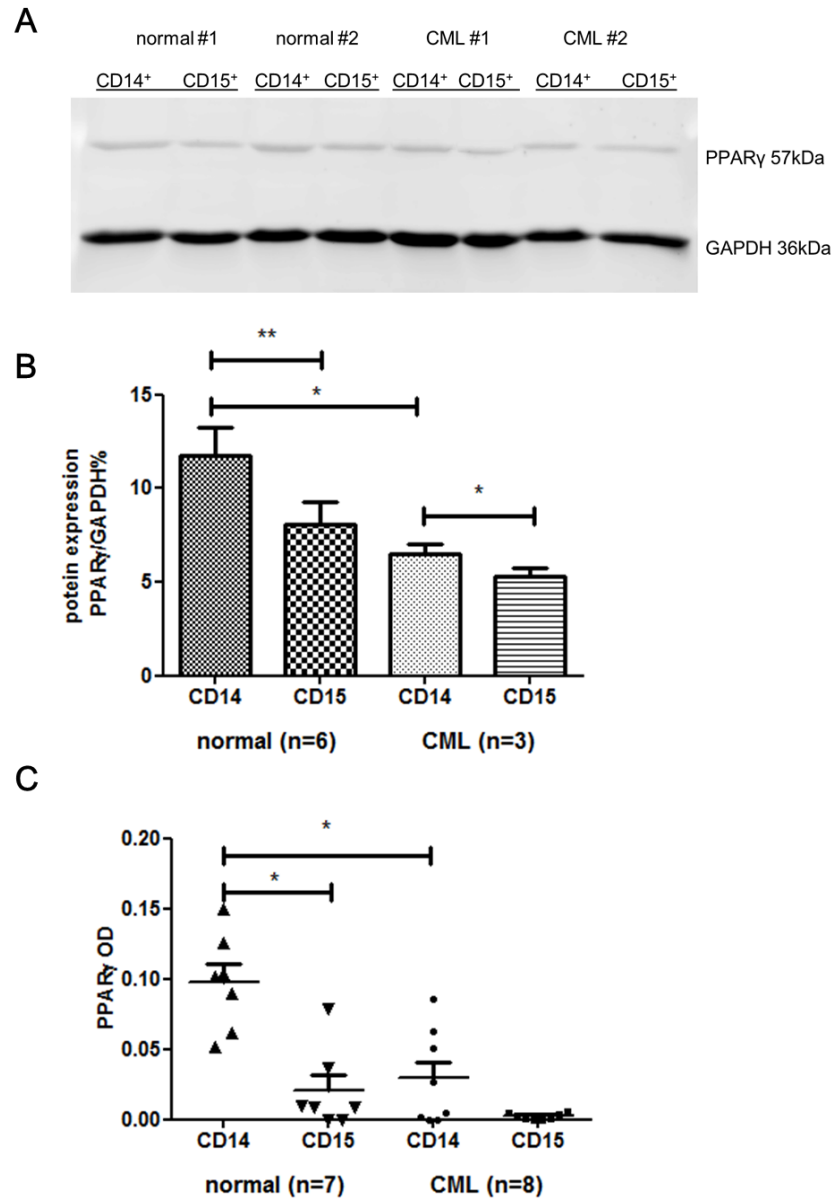 A
normal #1 normal #2 CML #1 CML #2
CD14+ CD15+ CD14+ CD15+ CD14+ CD15+ CD14+ CD15+
PPARγ 57kDa
GAPDH 36kDa
B
**
*
*
potein expression
PPARγ/GAPDH%
15
10
5
0
CD14 CD15 CD14 CD15
normal (n=6) CML (n=3)
C
*
*
PPARγ OD
0.20
0.15
0.10
0.05
0.00
CD14 CD15 CD14 CD15
normal (n=7) CML (n=8)